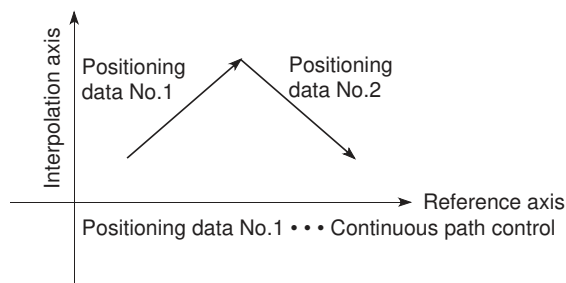 Interpolation axis
Positioning
data No.1
Positioning
data No.2
Reference axis
Positioning data No.1 • • • Continuous path control